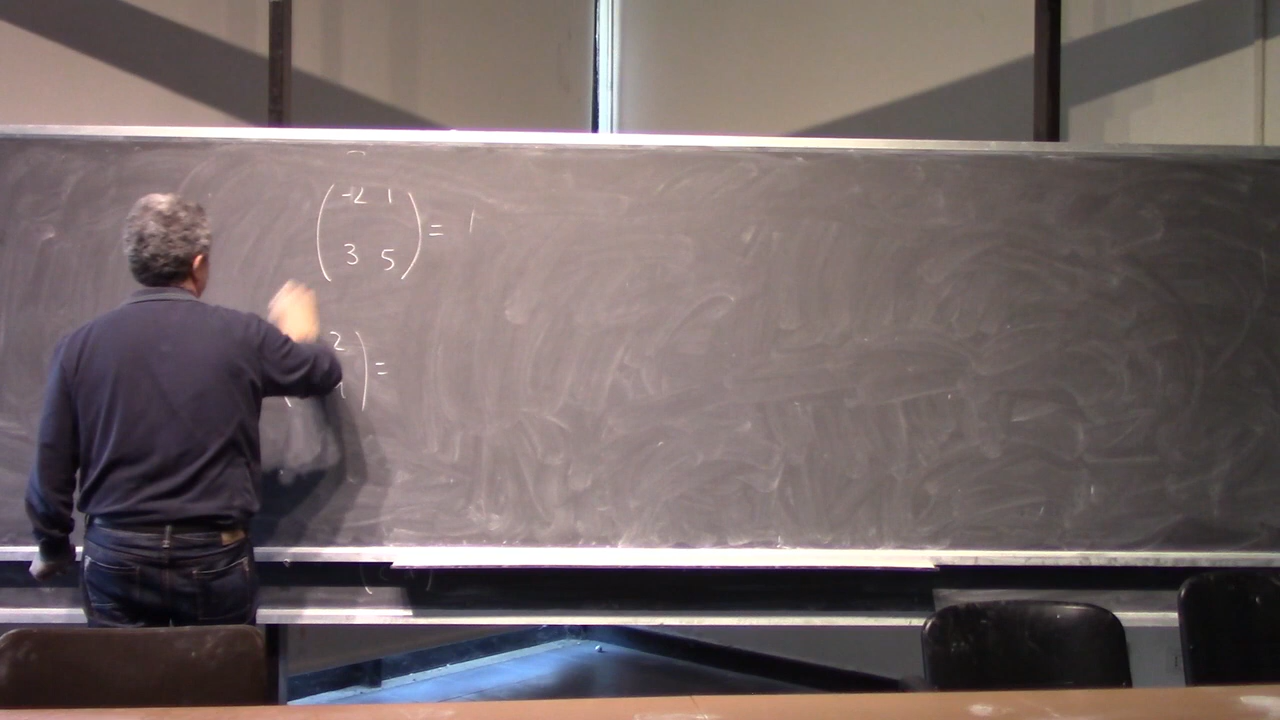 ( -2 1 ) = 1
3 5
2 ) =